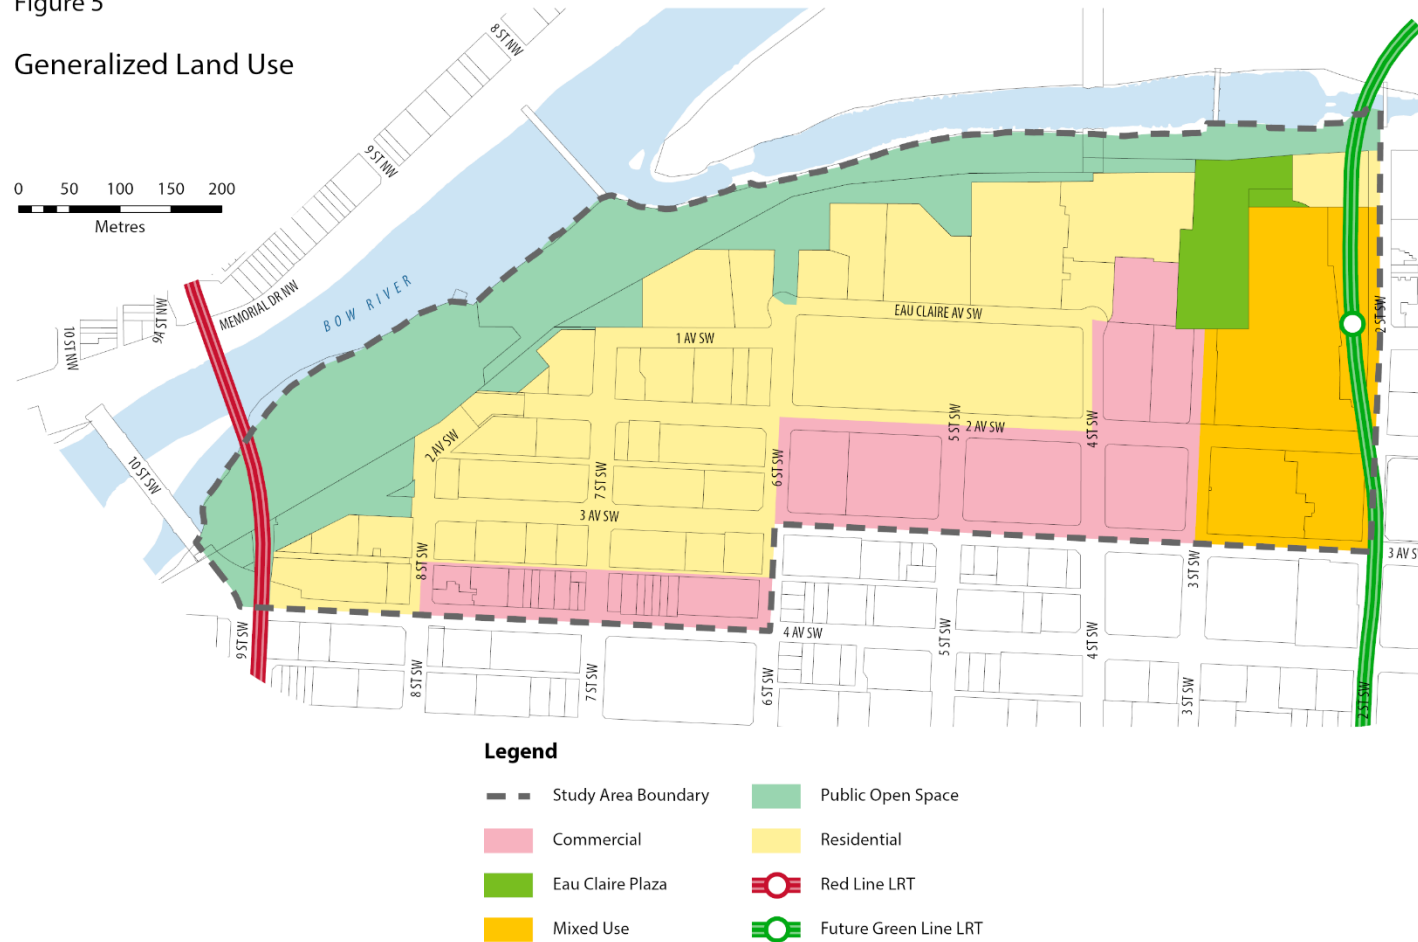 Figure 5
Generalized Land Use
0 50 100 150 200
Metres
8 ST NW
9 ST NW
MEMORIAL DR NW
9A ST NW
10 ST NW
BOW RIVER
10 ST SW
EAU CLAIRE AV SW
1 AV SW
2 ST SW
2 AV SW
5 ST SW
2 AV SW
4 ST SW
6 ST SW
7 ST SW
3 AV SW
8 ST SW
3 ST SW
3 AV S
9 ST SW
4 AV SW
5 ST SW
4 ST SW
8 ST SW
7 ST SW
6 ST SW
3 ST SW
2 ST SW
Legend
Study Area Boundary
Public Open Space
Commercial
Residential
Eau Claire Plaza
Red Line LRT
Mixed Use
Future Green Line LRT